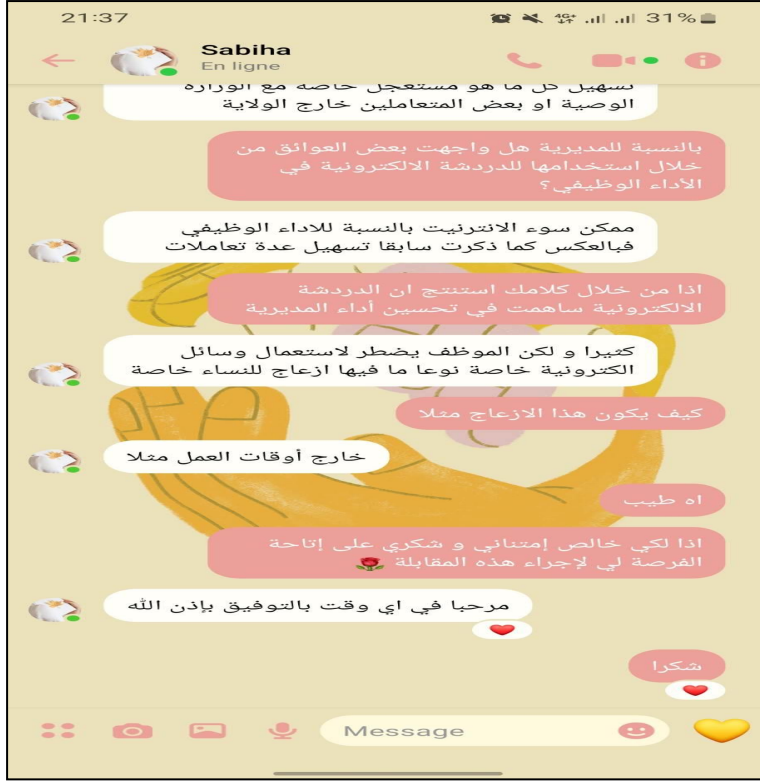 21:37
4G+
31%
Sabiha
En ligne
تسهيل كل ما هو مستعجل خاصة مع الوزارة
الوصية او بعض المتعاملين خارج الولاية
بالنسبة للمديرية هل واجهت بعض العوائق من
خلال استخدامها للدردشة الالكترونية في
الأداء الوظيفي؟
ممكن سوء الانترنيت بالنسبة للاداء الوظيفي
فبالعكس كما ذكرت سابقا تسهيل عدة تعاملات
اذا من خلال كلامك استنتج ان الدردشة
الالكترونية ساهمت في تحسين أداء المديرية
كثيرا و لكن الموظف يضطر لاستعمال وسائل
الكترونية خاصة نوعا ما فيها ازعاج للنساء خاصة
كيف يكون هذا الازعاج مثلا
خارج أوقات العمل مثلا
اه طيب
اذا لكي خالص إمتناني و شكري على إتاحة
الفرصة لي لإجراء هذه المقابلة 🌹
مرحبا في اي وقت بالتوفيق بإذن الله
شكرا
Message